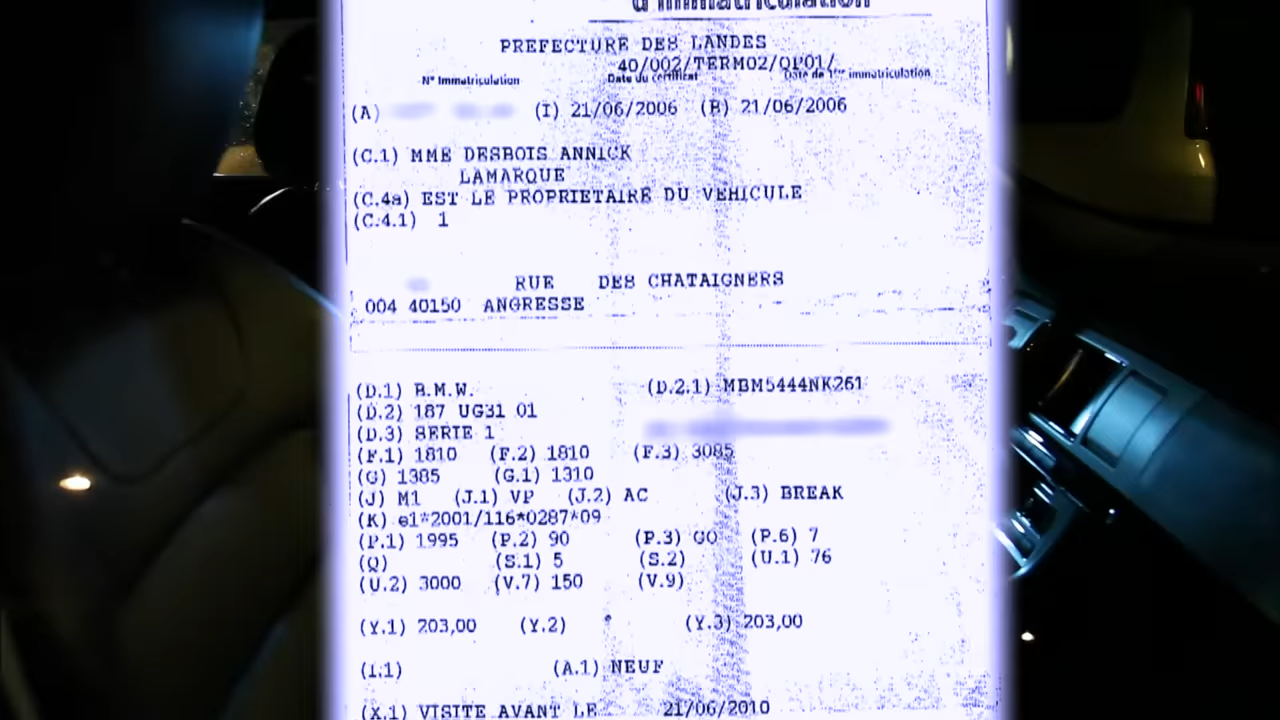 d'immatriculation
PREFECTURE DES LANDES
40/002/TERM02/QP01/
N° Immatriculation Date du certificat Date de 1ère immatriculation
(A) (I) 21/06/2006 (B) 21/06/2006
(C.1) MME DESBOIS ANNICK
LAMARQUE
(C.4a) EST LE PROPRIETAIRE DU VEHICULE
(C.4.1) 1
RUE DES CHATAIGNERS
004 40150 ANGRESSE
(D.1) B.M.W. (D.2.1) MBM5444NK261
(D.2) 187 UG31 01
(D.3) SERIE 1
(F.1) 1810 (F.2) 1810 (F.3) 3085
(G) 1385 (G.1) 1310
(J) M1 (J.1) VP (J.2) AC (J.3) BREAK
(K) e1*2001/116*0287*09
(P.1) 1995 (P.2) 90 (P.3) GO (P.6) 7
(Q) (S.1) 5 (S.2) (U.1) 76
(U.2) 3000 (V.7) 150 (V.9)
(Y.1) 203,00 (Y.2) (Y.3) 203,00
(I.1) (A.1) NEUF
(X.1) VISITE AVANT LE 21/06/2010